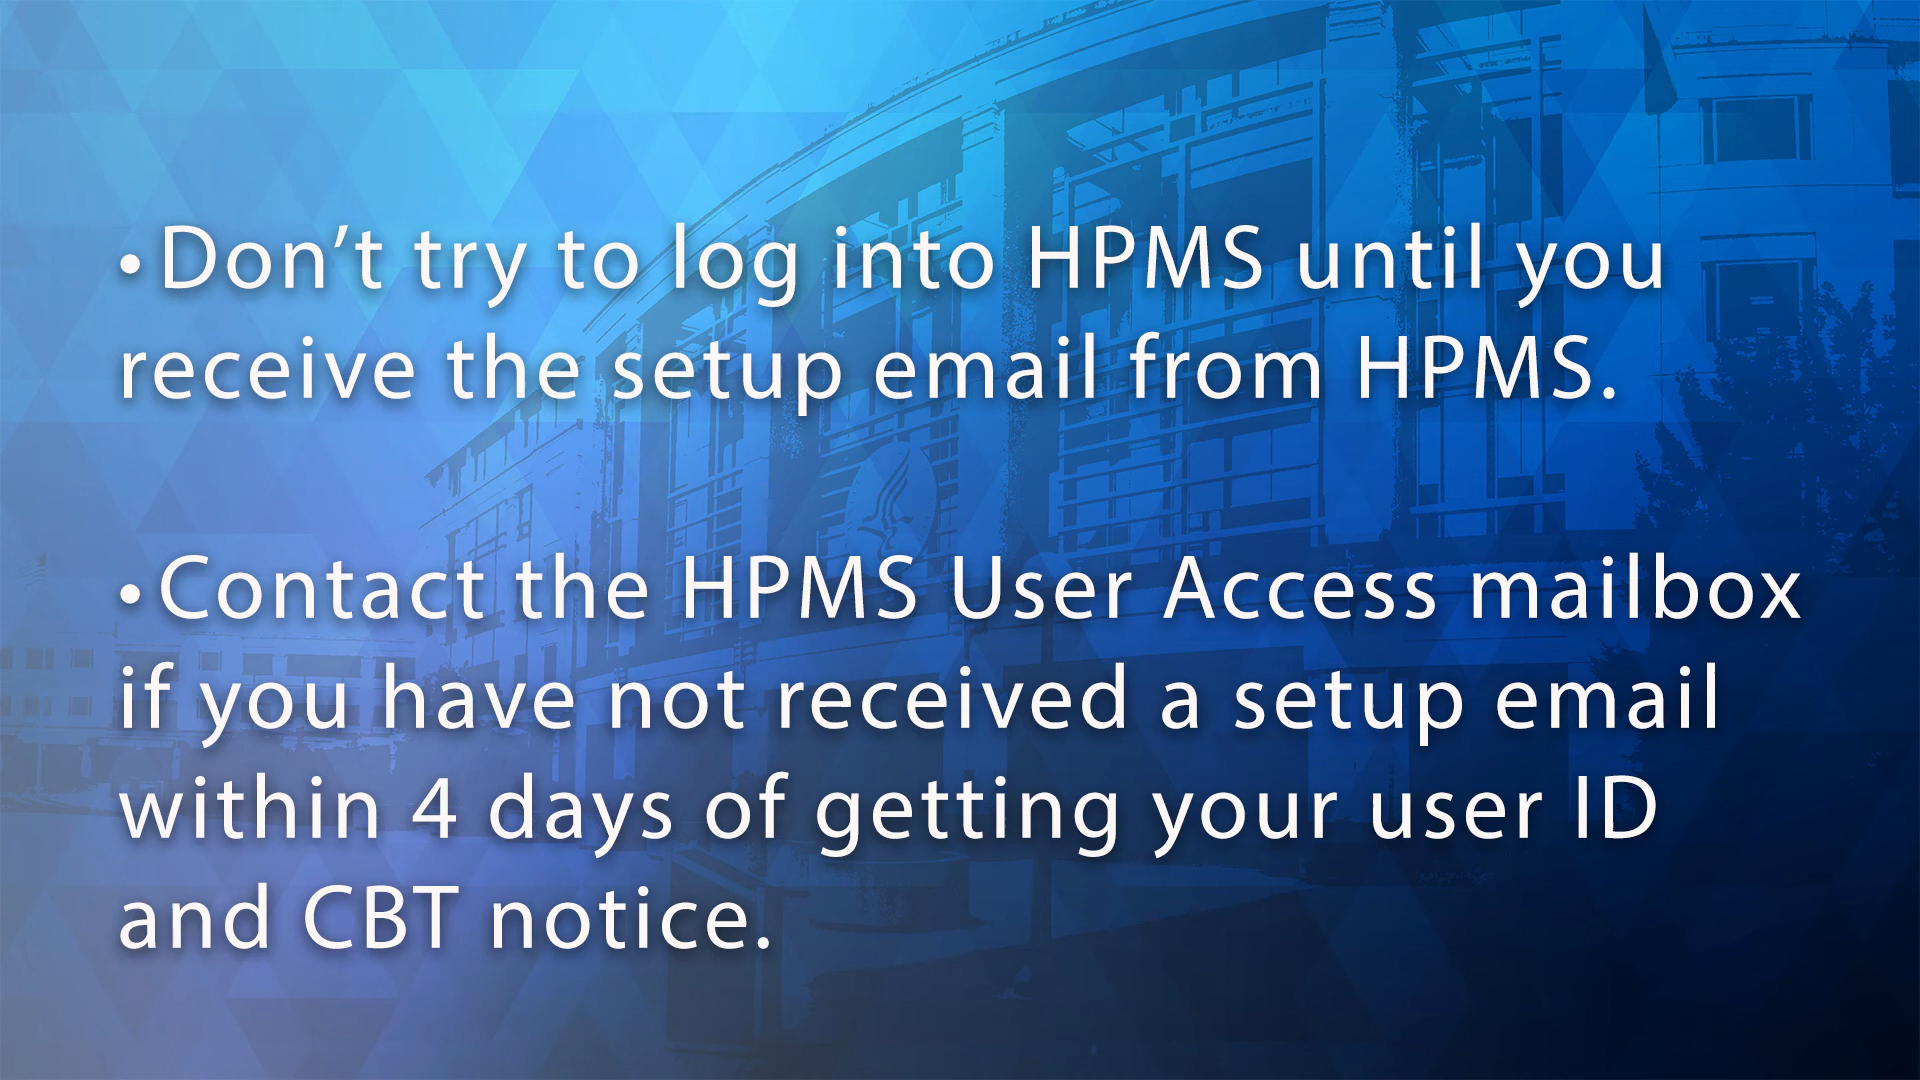 • Don’t try to log into HPMS until you
receive the setup email from HPMS.
• Contact the HPMS User Access mailbox
if you have not received a setup email
within 4 days of getting your user ID
and CBT notice.